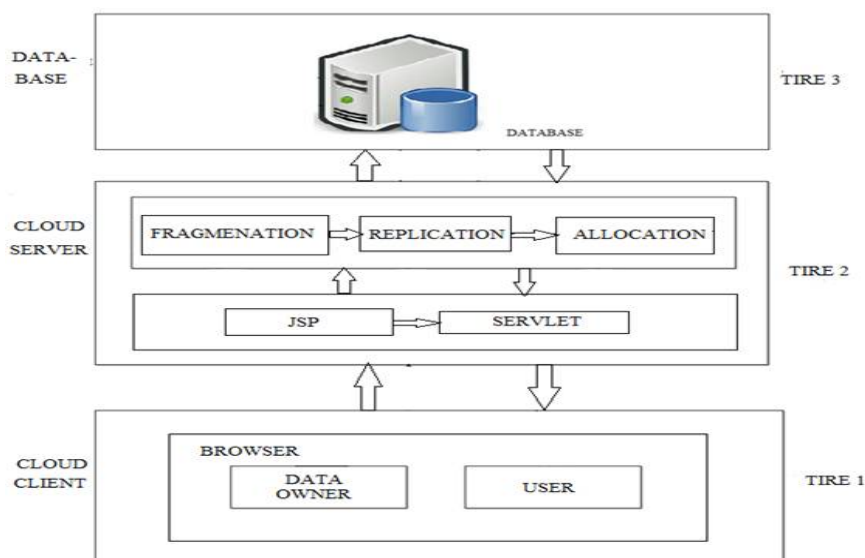 DATA-
BASE
DATABASE
TIRE 3
CLOUD
SERVER
FRAGMENATION
REPLICATION
ALLOCATION
TIRE 2
JSP
SERVLET
CLOUD
CLIENT
BROWSER
DATA
OWNER
USER
TIRE 1